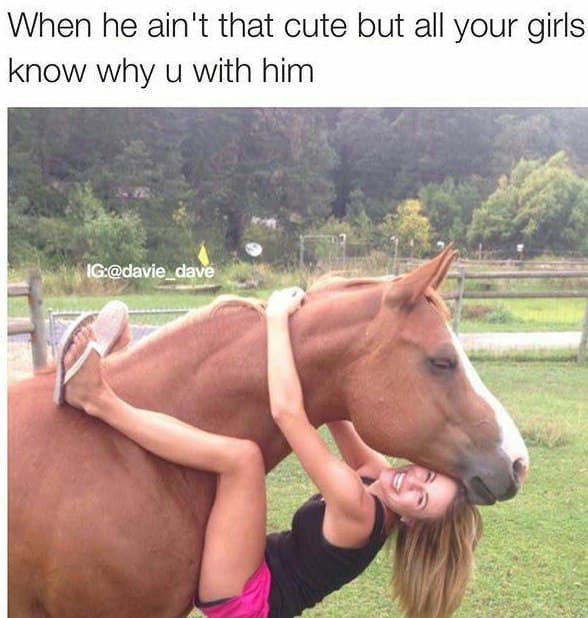 When he ain't that cute but all your girls
know why u with him
IG:@davie_dave